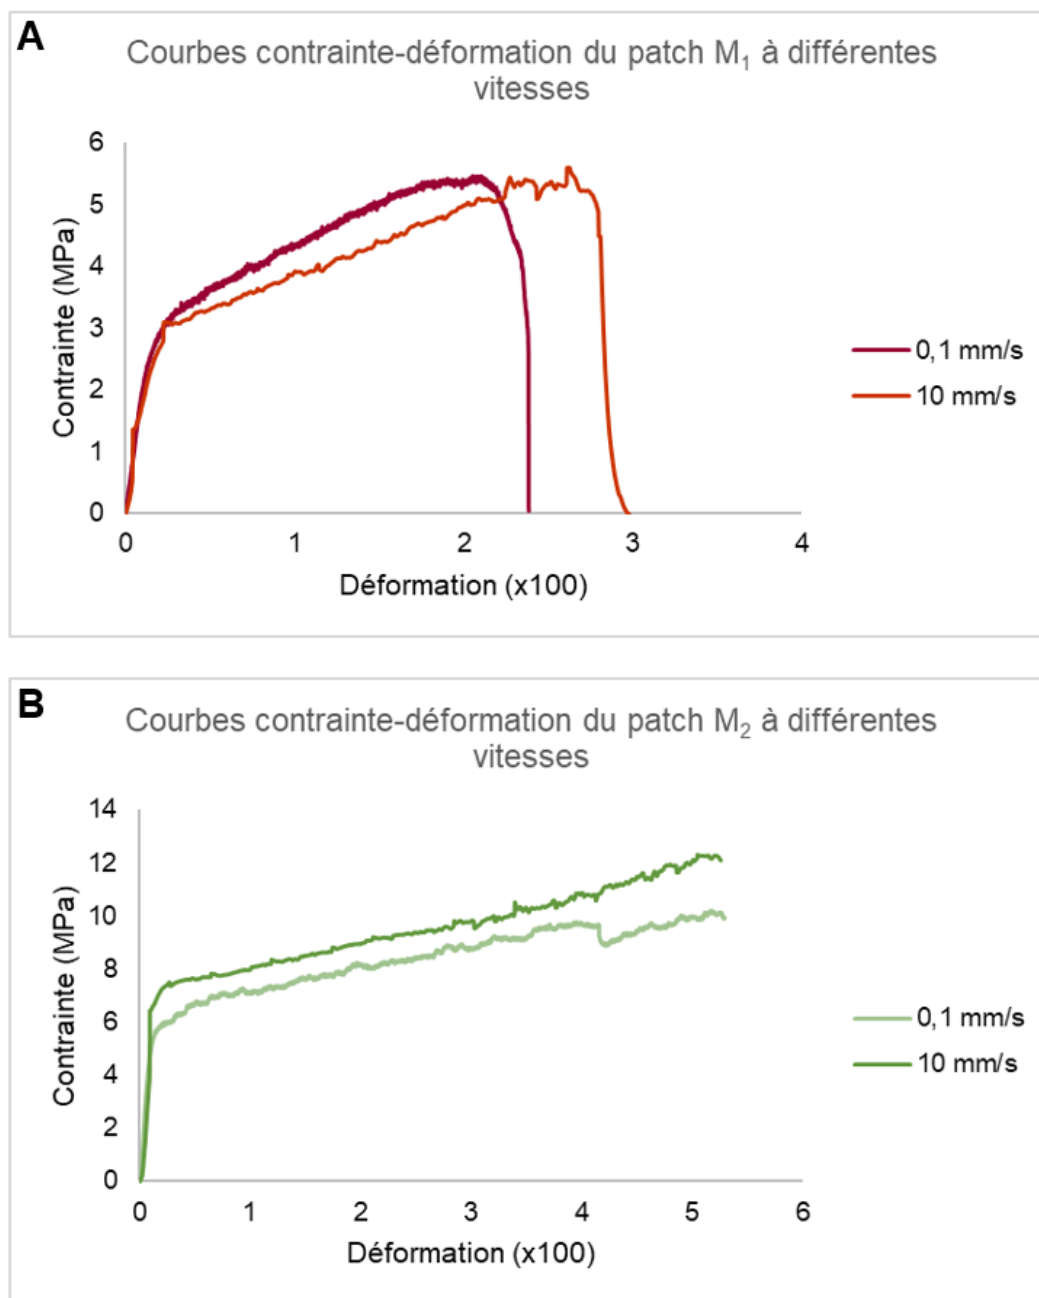 A
Courbes contrainte-déformation du patch M₁ à différentes
vitesses
6
5
4
3
2
1
0
Contrainte (MPa)
0 1 2 3 4
Déformation (x100)
0,1 mm/s
10 mm/s
B
Courbes contrainte-déformation du patch M₂ à différentes
vitesses
14
12
10
8
6
4
2
0
Contrainte (MPa)
0 1 2 3 4 5 6
Déformation (x100)
0,1 mm/s
10 mm/s